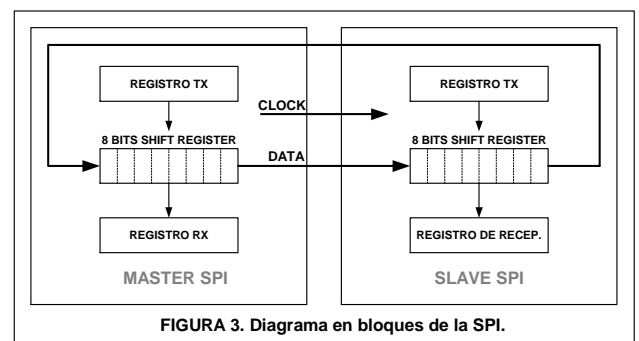 REGISTRO TX
REGISTRO TX
CLOCK
8 BITS SHIFT REGISTER
8 BITS SHIFT REGISTER
DATA
REGISTRO RX
REGISTRO DE RECEP.
MASTER SPI
SLAVE SPI
FIGURA 3. Diagrama en bloques de la SPI.